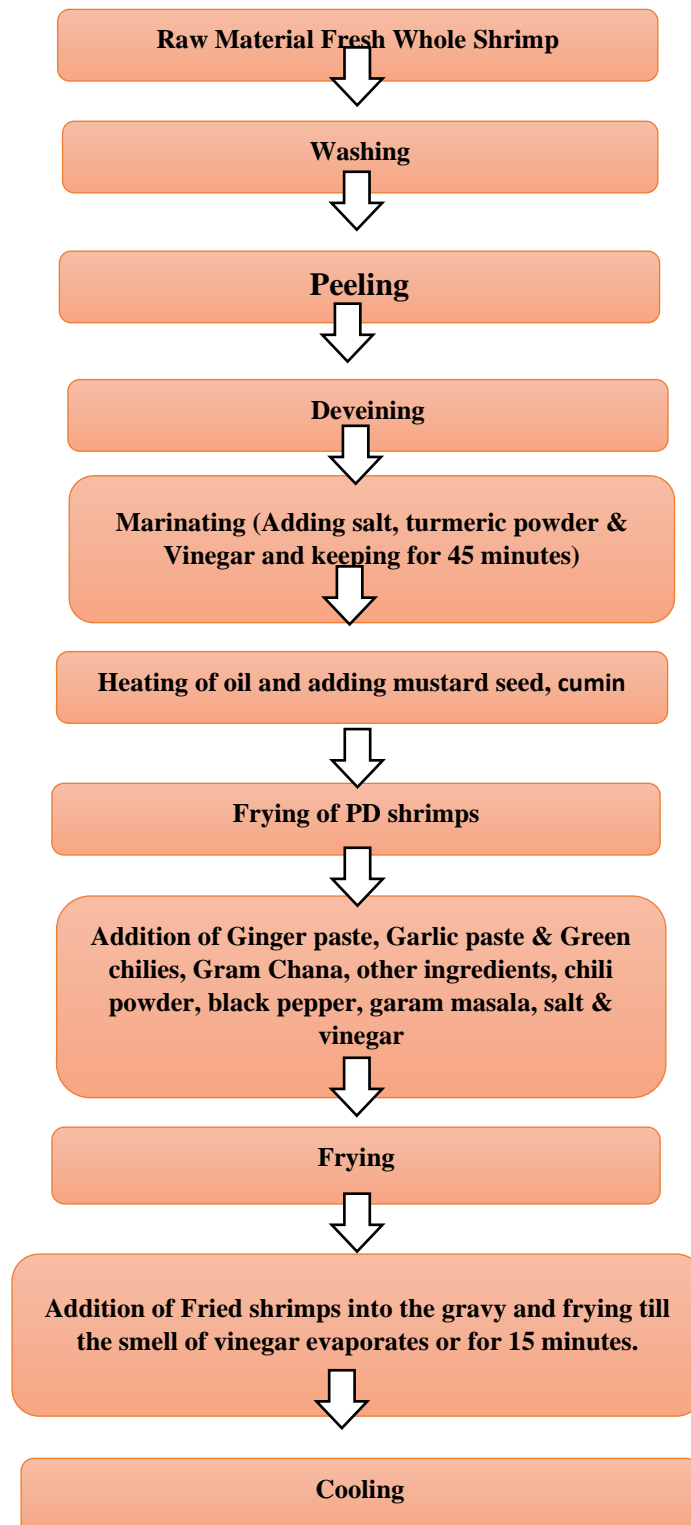 Raw Material Fresh Whole Shrimp
Washing
Peeling
Deveining
Marinating (Adding salt, turmeric powder &
Vinegar and keeping for 45 minutes)
Heating of oil and adding mustard seed, cumin
Frying of PD shrimps
Addition of Ginger paste, Garlic paste & Green
chilies, Gram Chana, other ingredients, chili
powder, black pepper, garam masala, salt &
vinegar
Frying
Addition of Fried shrimps into the gravy and frying till
the smell of vinegar evaporates or for 15 minutes.
Cooling